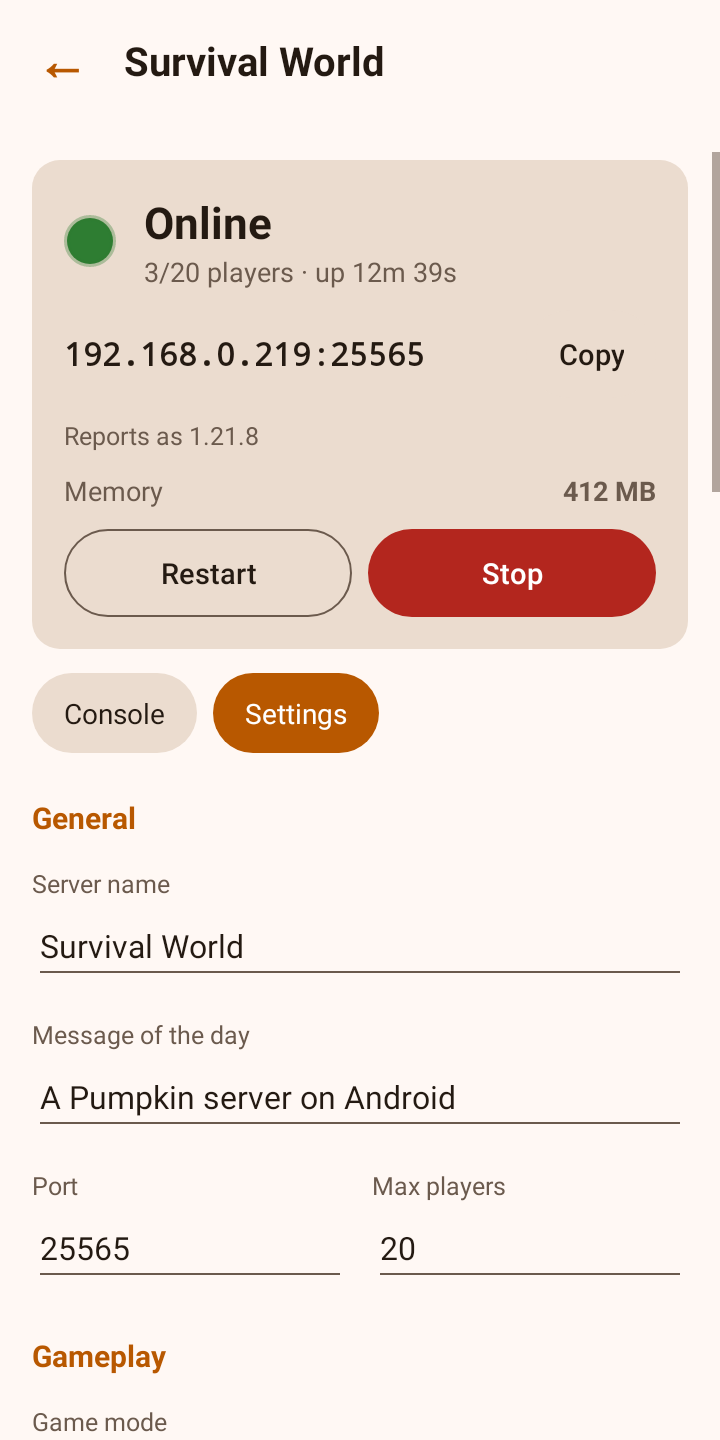 ← Survival World
Online
3/20 players · up 12m 39s
192.168.0.219:25565 Copy
Reports as 1.21.8
Memory 412 MB
Restart Stop
Console Settings
General
Server name
Survival World
Message of the day
A Pumpkin server on Android
Port Max players
25565 20
Gameplay
Game mode